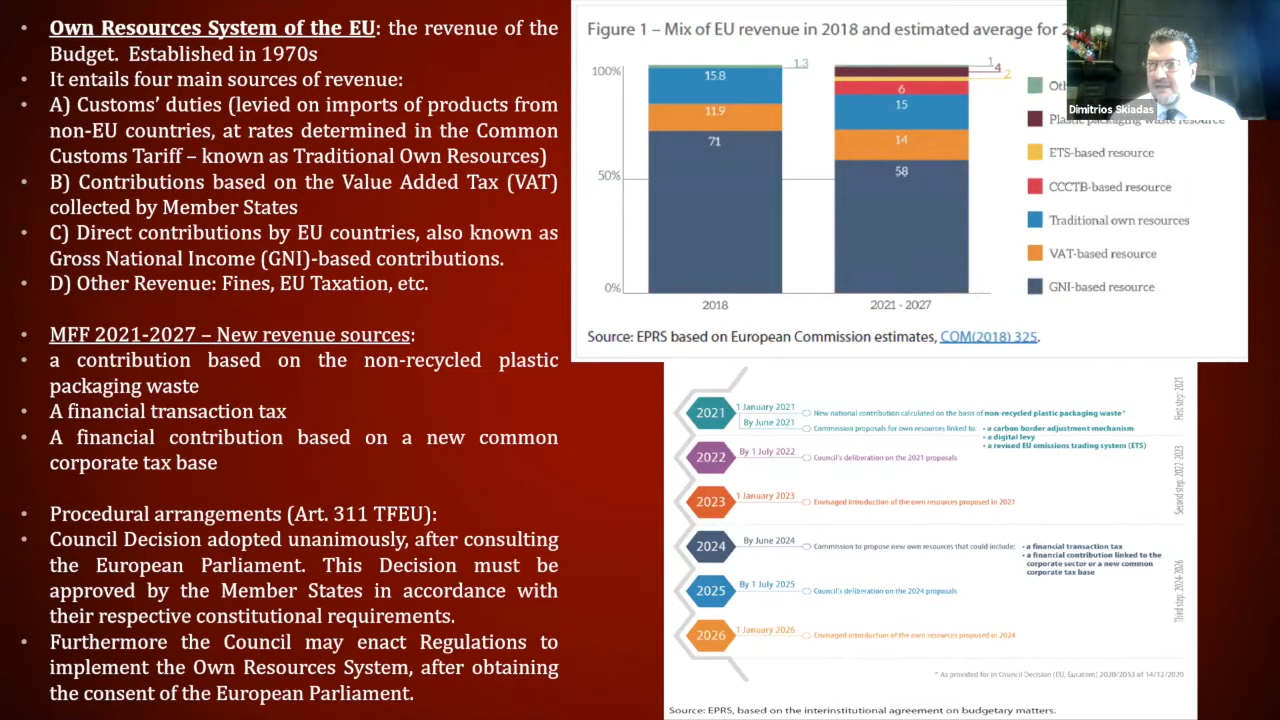 Own Resources System of the EU: the revenue of the
Budget. Established in 1970s
It entails four main sources of revenue:
A) Customs' duties (levied on imports of products from
non-EU countries, at rates determined in the Common
Customs Tariff – known as Traditional Own Resources)
B) Contributions based on the Value Added Tax (VAT)
collected by Member States
C) Direct contributions by EU countries, also known as
Gross National Income (GNI)-based contributions.
D) Other Revenue: Fines, EU Taxation, etc.
MFF 2021-2027 – New revenue sources:
a contribution based on the non-recycled plastic
packaging waste
A financial transaction tax
A financial contribution based on a new common
corporate tax base
Procedural arrangements (Art. 311 TFEU):
Council Decision adopted unanimously, after consulting
the European Parliament. This Decision must be
approved by the Member States in accordance with
their respective constitutional requirements.
Furthermore the Council may enact Regulations to
implement the Own Resources System, after obtaining
the consent of the European Parliament.
Figure 1 – Mix of EU revenue in 2018 and estimated average for
100%
50%
0%
15.8
1.3
11.9
71
1
4
2
6
15
14
58
2018
2021 - 2027
Dimitrios Skiadas
Plastic packaging waste resource
ETS-based resource
CCCTB-based resource
Traditional own resources
VAT-based resource
GNI-based resource
Source: EPRS based on European Commission estimates, COM(2018) 325.
2021
1 January 2021
New national contribution calculated on the basis of non-recycled plastic packaging waste*
By June 2021
Commission proposals for own resources linked to:
- a carbon border adjustment mechanism
- a digital levy
- a revised EU emissions trading system (ETS)
First step: 2021
2022
By 1 July 2022
Council's deliberation on the 2021 proposals
2023
1 January 2023
Envisaged introduction of the own resources proposed in 2021
Second step: 2022-2023
2024
By June 2024
Commission to propose new own resources that could include:
- a financial transaction tax
- a financial contribution linked to the
corporate sector or a new common
corporate tax base
2025
By 1 July 2025
Council's deliberation on the 2024 proposals
2026
1 January 2026
Envisaged introduction of the own resources proposed in 2024
Third step: 2024-2026
* As provided for in Council Decision (EU, Euratom) 2020/2053 of 14/12/2020
Source: EPRS, based on the interinstitutional agreement on budgetary matters.